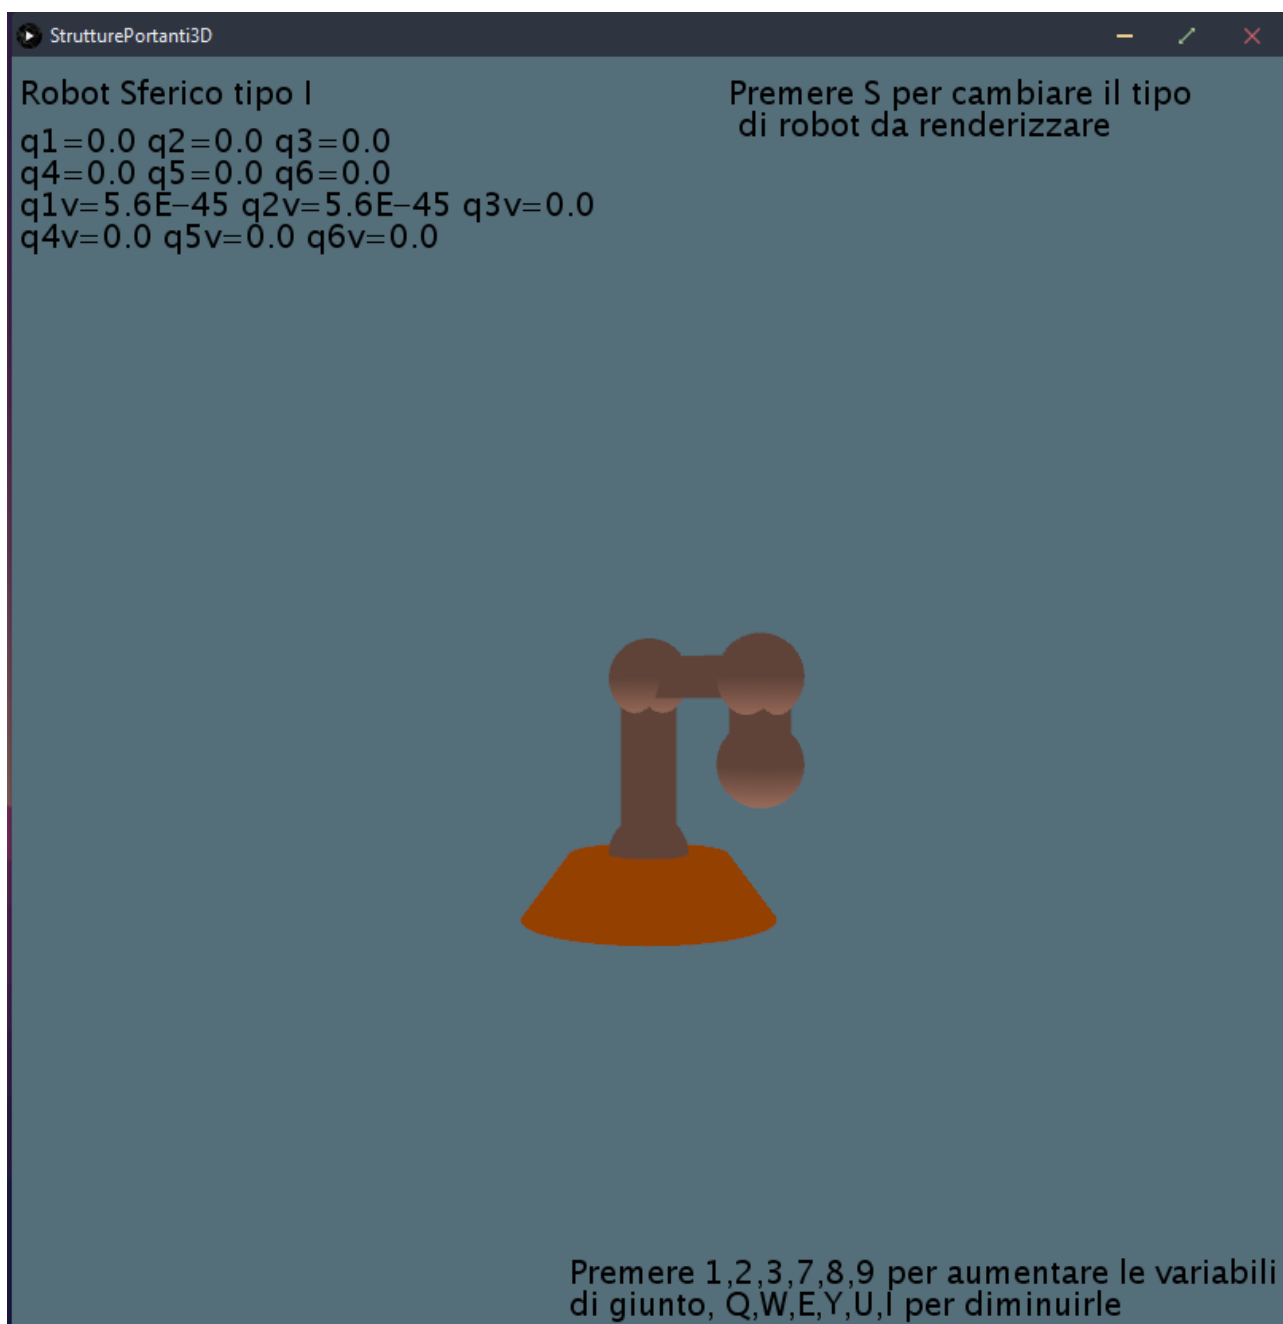 StrutturePortanti3D
Robot Sferico tipo I
q1=0.0 q2=0.0 q3=0.0
q4=0.0 q5=0.0 q6=0.0
q1v=5.6E−45 q2v=5.6E−45 q3v=0.0
q4v=0.0 q5v=0.0 q6v=0.0
Premere S per cambiare il tipo
di robot da renderizzare
Premere 1,2,3,7,8,9 per aumentare le variabili
di giunto, Q,W,E,Y,U,I per diminuirle